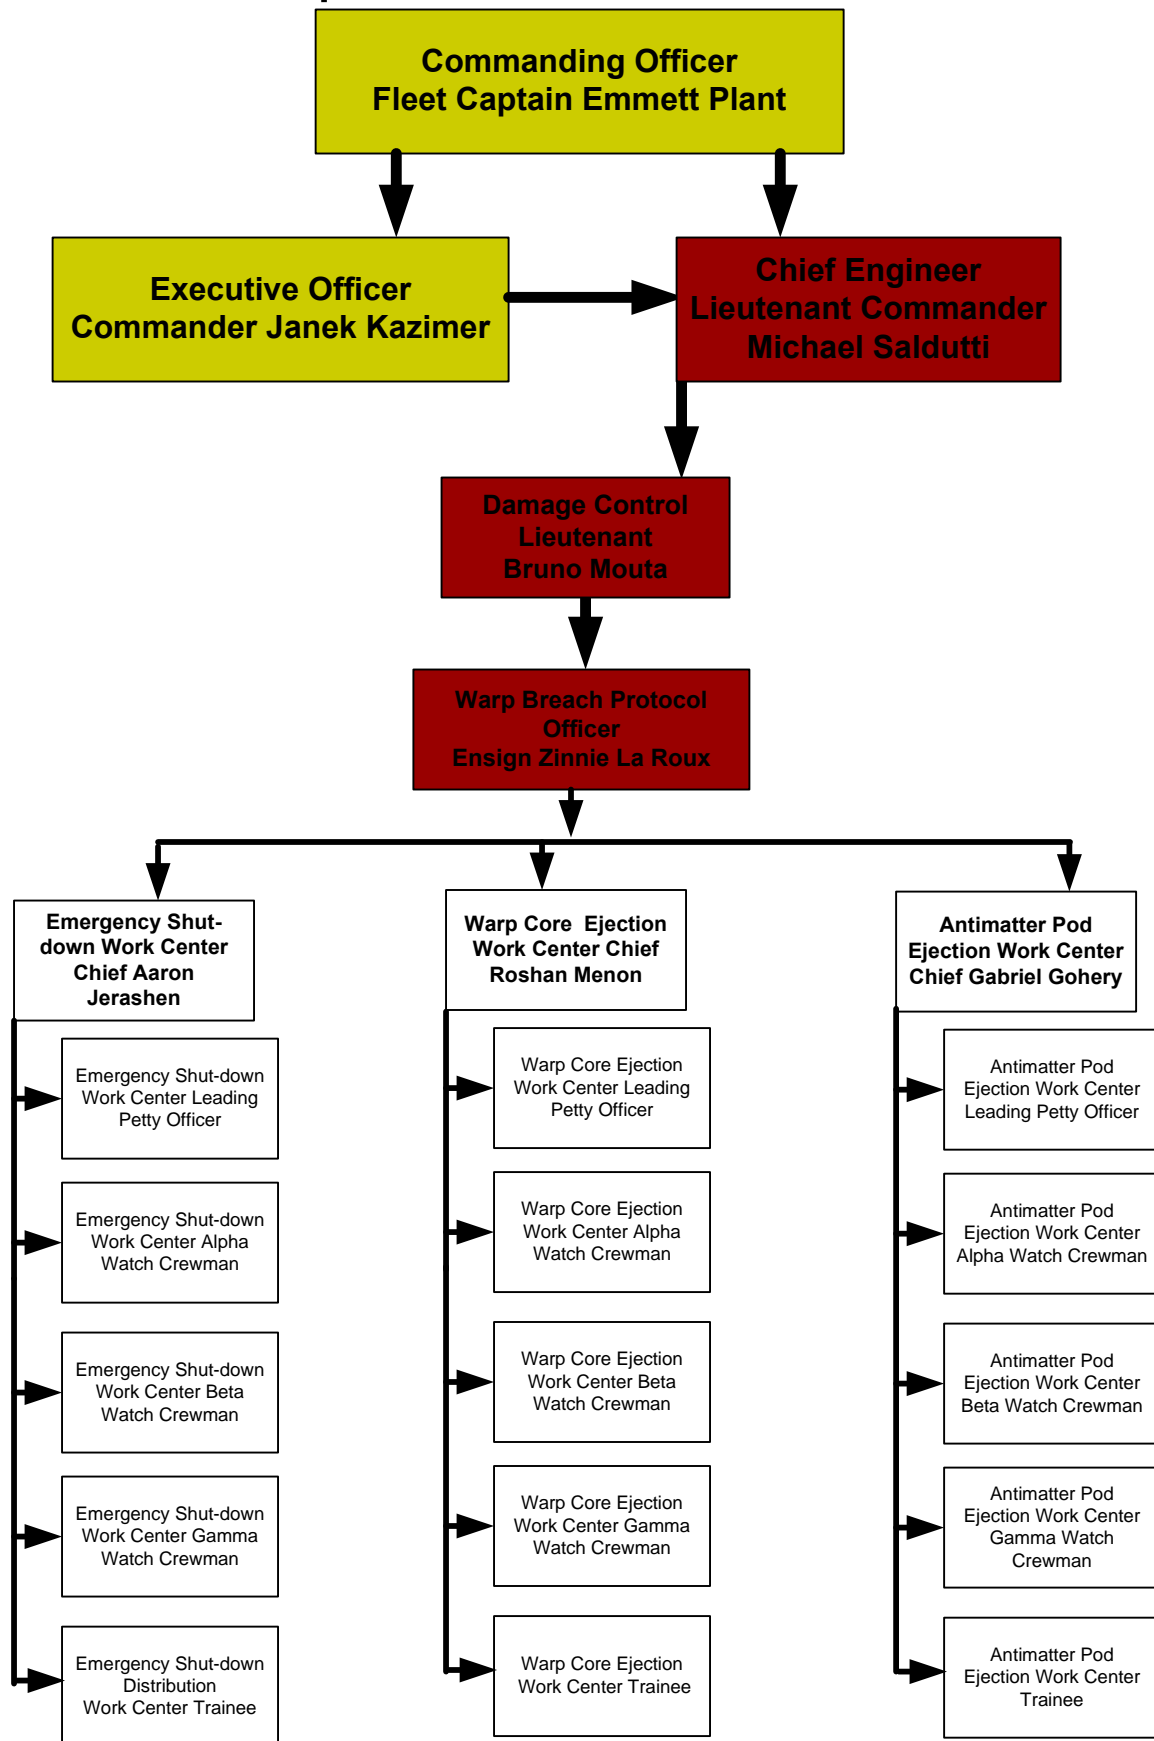 Commanding Officer
Fleet Captain Emmett Plant
Executive Officer
Commander Janek Kazimer
Chief Engineer
Lieutenant Commander
Michael Saldutti
Damage Control
Lieutenant
Bruno Mouta
Warp Breach Protocol
Officer
Ensign Zinnie La Roux
Emergency Shut-
down Work Center
Chief Aaron
Jerashen
Emergency Shut-down
Work Center Leading
Petty Officer
Emergency Shut-down
Work Center Alpha
Watch Crewman
Emergency Shut-down
Work Center Beta
Watch Crewman
Emergency Shut-down
Work Center Gamma
Watch Crewman
Emergency Shut-down
Distribution
Work Center Trainee
Warp Core Ejection
Work Center Chief
Roshan Menon
Warp Core Ejection
Work Center Leading
Petty Officer
Warp Core Ejection
Work Center Alpha
Watch Crewman
Warp Core Ejection
Work Center Beta
Watch Crewman
Warp Core Ejection
Work Center Gamma
Watch Crewman
Warp Core Ejection
Work Center Trainee
Antimatter Pod
Ejection Work Center
Chief Gabriel Gohery
Antimatter Pod
Ejection Work Center
Leading Petty Officer
Antimatter Pod
Ejection Work Center
Alpha Watch Crewman
Antimatter Pod
Ejection Work Center
Beta Watch Crewman
Antimatter Pod
Ejection Work Center
Gamma Watch
Crewman
Antimatter Pod
Ejection Work Center
Trainee